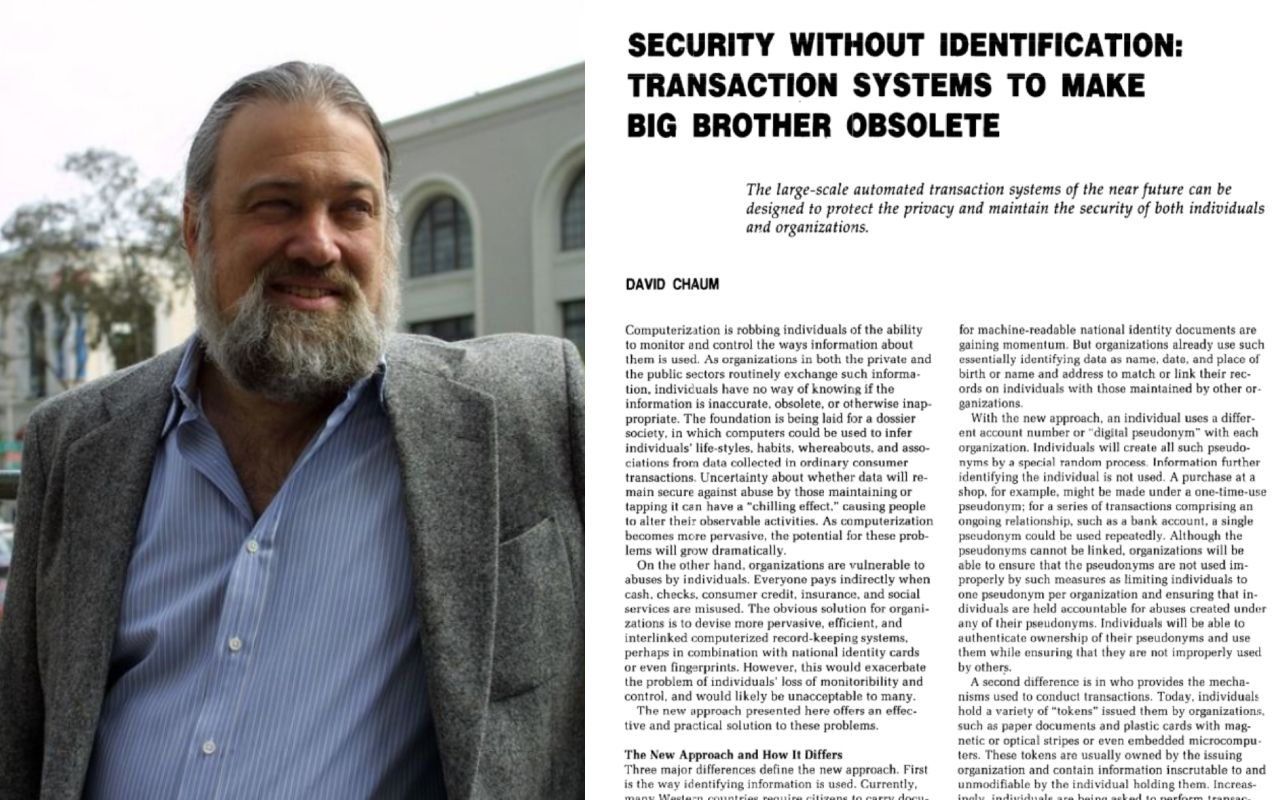 SECURITY WITHOUT IDENTIFICATION:
TRANSACTION SYSTEMS TO MAKE
BIG BROTHER OBSOLETE
The large-scale automated transaction systems of the near future can be
designed to protect the privacy and maintain the security of both individuals
and organizations.
DAVID CHAUM
Computerization is robbing individuals of the ability
to monitor and control the ways information about
them is used. As organizations in both the private and
the public sectors routinely exchange such informa-
tion, individuals have no way of knowing if the
information is inaccurate, obsolete, or otherwise inap-
propriate. The foundation is being laid for a dossier
society, in which computers could be used to infer
individuals' life-styles, habits, whereabouts, and asso-
ciations from data collected in ordinary consumer
transactions. Uncertainty about whether data will re-
main secure against abuse by those maintaining or
tapping it can have a "chilling effect," causing people
to alter their observable activities. As computerization
becomes more pervasive, the potential for these prob-
lems will grow dramatically.
On the other hand, organizations are vulnerable to
abuses by individuals. Everyone pays indirectly when
cash, checks, consumer credit, insurance, and social
services are misused. The obvious solution for organi-
zations is to devise more pervasive, efficient, and
interlinked computerized record-keeping systems,
perhaps in combination with national identity cards
or even fingerprints. However, this would exacerbate
the problem of individuals' loss of monitoribility and
control, and would likely be unacceptable to many.
The new approach presented here offers an effec-
tive and practical solution to these problems.
The New Approach and How It Differs
Three major differences define the new approach. First
is the way identifying information is used. Currently,
many Western countries require citizens to carry docu-
for machine-readable national identity documents are
gaining momentum. But organizations already use such
essentially identifying data as name, date, and place of
birth or name and address to match or link their rec-
ords on individuals with those maintained by other or-
ganizations.
With the new approach, an individual uses a differ-
ent account number or "digital pseudonym" with each
organization. Individuals will create all such pseudo-
nyms by a special random process. Information further
identifying the individual is not used. A purchase at a
shop, for example, might be made under a one-time-use
pseudonym; for a series of transactions comprising an
ongoing relationship, such as a bank account, a single
pseudonym could be used repeatedly. Although the
pseudonyms cannot be linked, organizations will be
able to ensure that the pseudonyms are not used im-
properly by such measures as limiting individuals to
one pseudonym per organization and ensuring that in-
dividuals are held accountable for abuses created under
any of their pseudonyms. Individuals will be able to
authenticate ownership of their pseudonyms and use
them while ensuring that they are not improperly used
by others.
A second difference is in who provides the mecha-
nisms used to conduct transactions. Today, individuals
hold a variety of "tokens" issued them by organizations,
such as paper documents and plastic cards with mag-
netic or optical stripes or even embedded microcompu-
ters. These tokens are usually owned by the issuing
organization and contain information inscrutable to and
unmodifiable by the individual holding them. Increas-
ingly, individuals are being asked to perform transac-